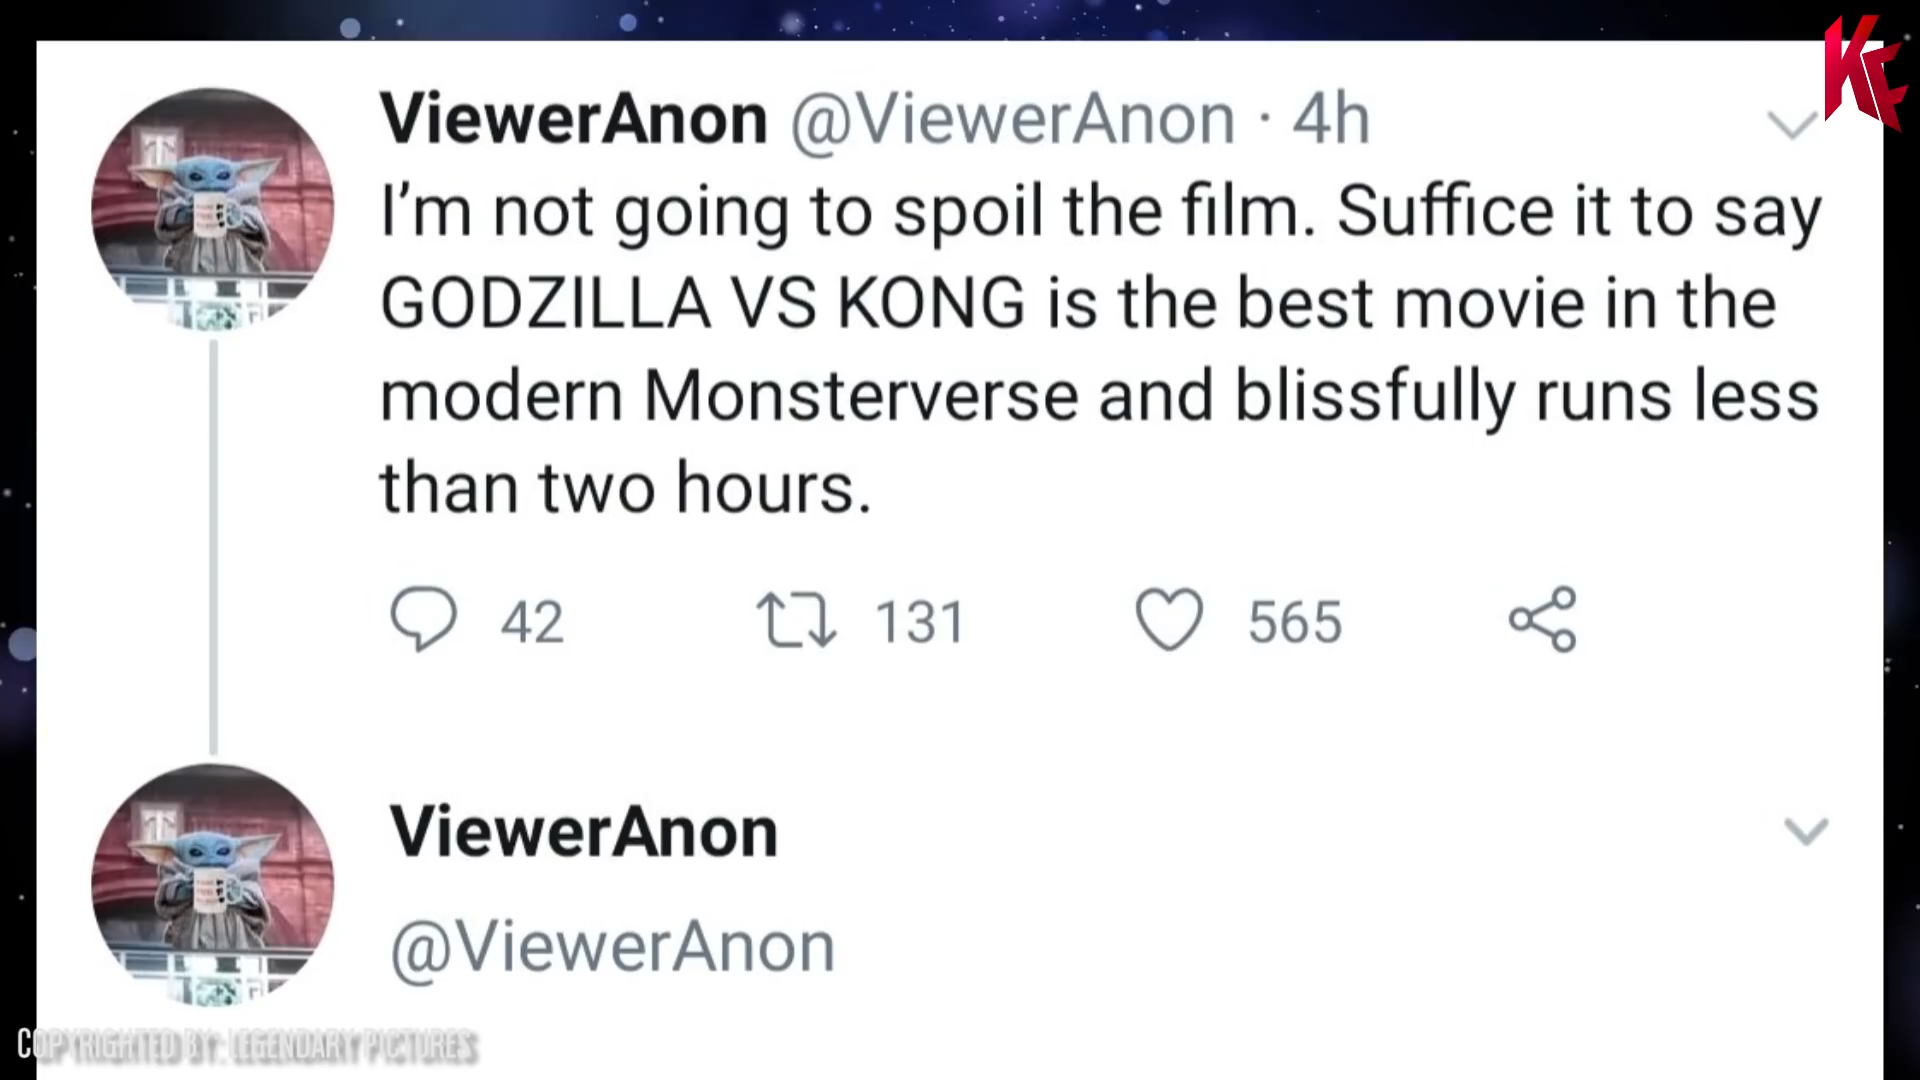 KE
ViewerAnon @ViewerAnon · 4h
I'm not going to spoil the film. Suffice it to say
GODZILLA VS KONG is the best movie in the
modern Monsterverse and blissfully runs less
than two hours.
42 131 565
ViewerAnon
@ViewerAnon
COPYRIGHTED BY: LEGENDARY PICTURES